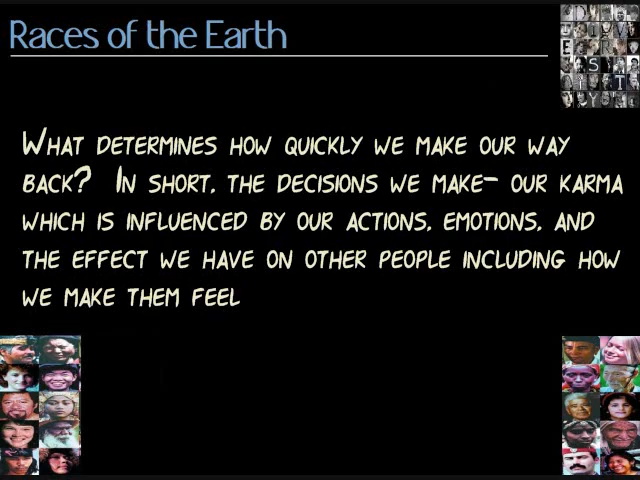 Races of the Earth
What determines how quickly we make our way
back? In short, the decisions we make- our karma
which is influenced by our actions, emotions, and
the effect we have on other people including how
we make them feel
DIVERSITY